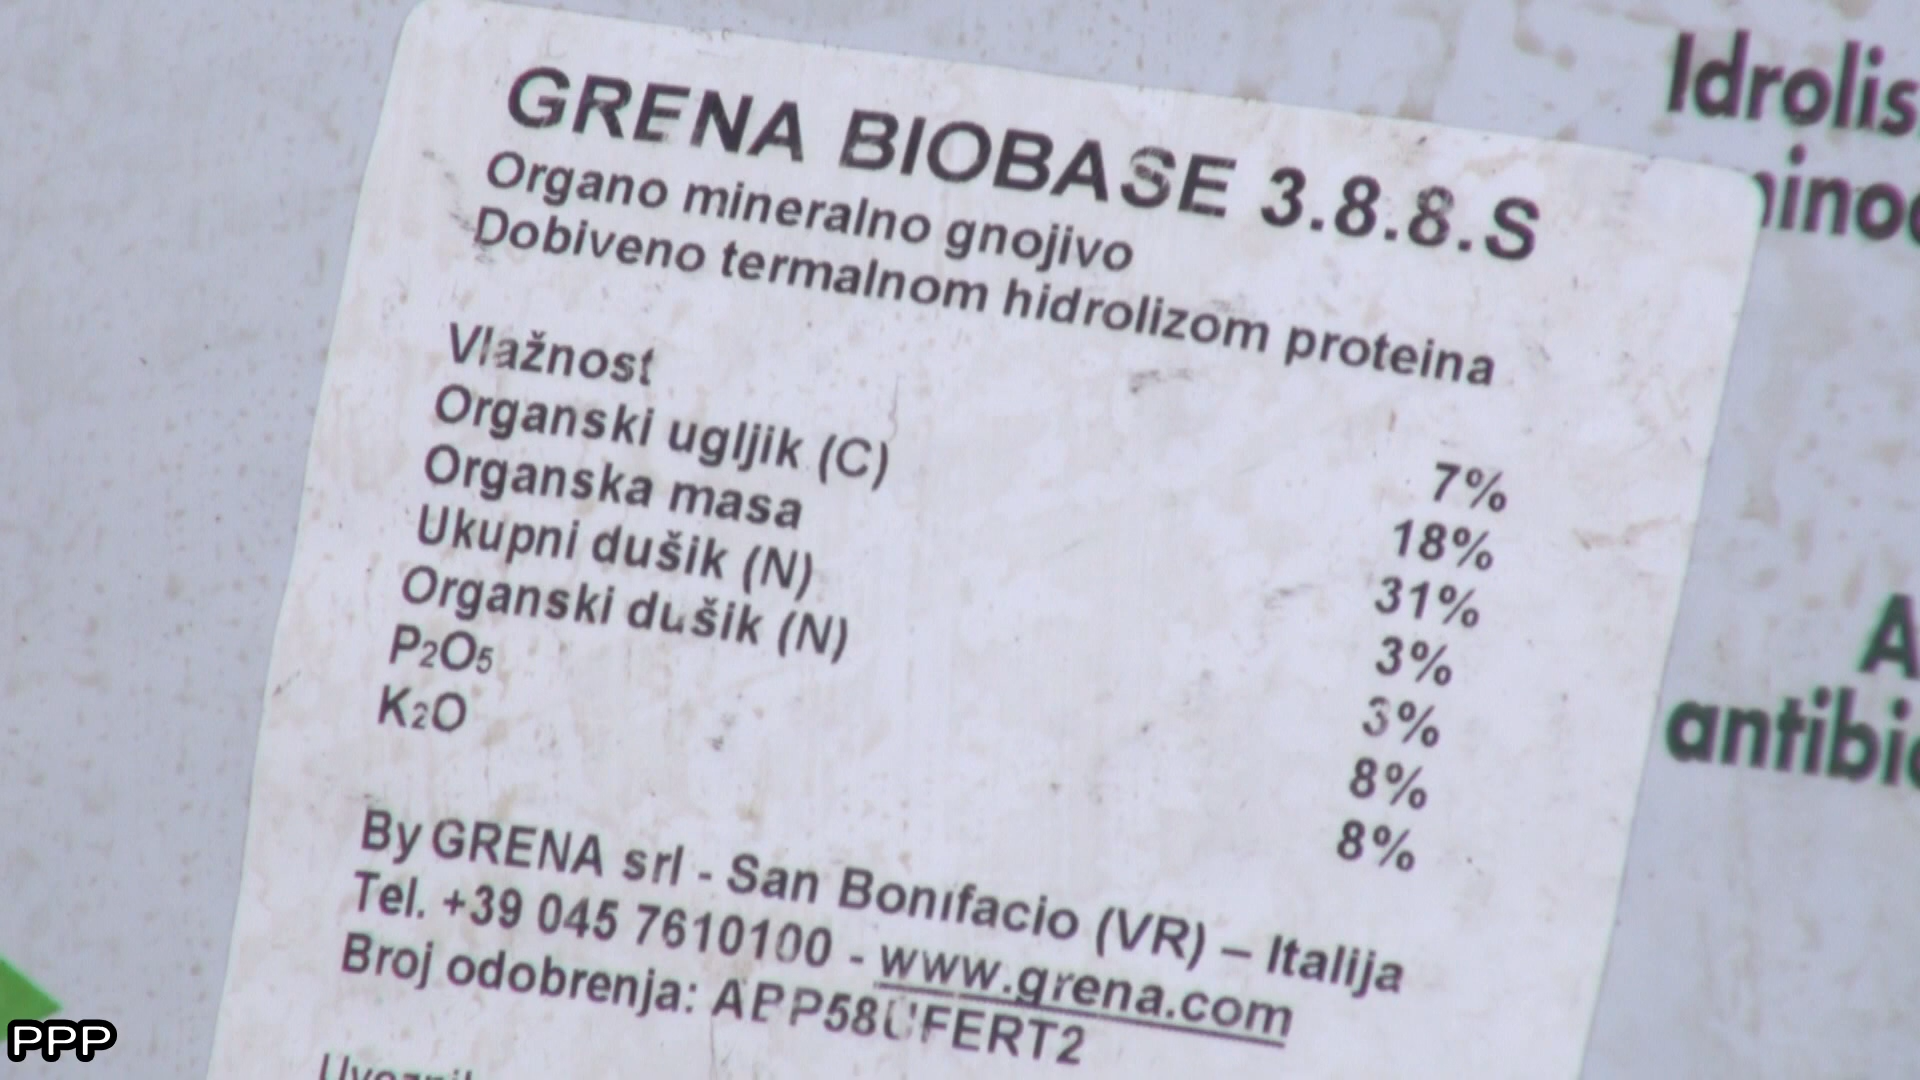 GRENA BIOBASE 3.8.8.S
Organo mineralno gnojivo
Dobiveno termalnom hidrolizom proteina
Vlažnost 7%
Organski ugljik (C) 18%
Organska masa 31%
Ukupni dušik (N) 3%
Organski dušik (N) 3%
P2O5 8%
K2O 8%
By GRENA srl - San Bonifacio (VR) – Italija
Tel. +39 045 7610100 - www.grena.com
Broj odobrenja:
Idrolis
antibio
PPP